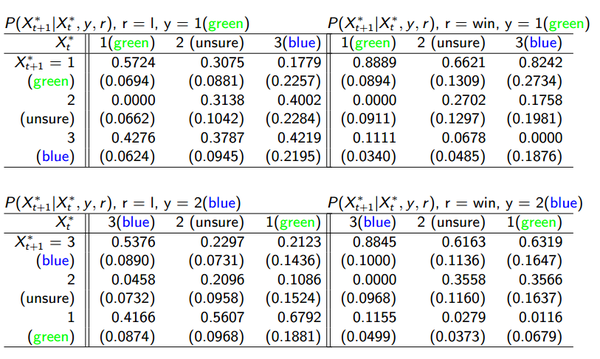 P(X*t+1|X*t, y, r), r = l, y = 1(green) P(X*t+1|X*t, y, r), r = win, y = 1(green)
X*t 1(green) 2 (unsure) 3(blue) 1(green) 2 (unsure) 3(blue)
X*t+1 = 1 0.5724 0.3075 0.1779 0.8889 0.6621 0.8242
(green) (0.0694) (0.0881) (0.2257) (0.0894) (0.1309) (0.2734)
2 0.0000 0.3138 0.4002 0.0000 0.2702 0.1758
(unsure) (0.0662) (0.1042) (0.2284) (0.0911) (0.1297) (0.1981)
3 0.4276 0.3787 0.4219 0.1111 0.0678 0.0000
(blue) (0.0624) (0.0945) (0.2195) (0.0340) (0.0485) (0.1876)
P(X*t+1|X*t, y, r), r = l, y = 2(blue) P(X*t+1|X*t, y, r), r = win, y = 2(blue)
X*t 3(blue) 2 (unsure) 1(green) 3(blue) 2 (unsure) 1(green)
X*t+1 = 3 0.5376 0.2297 0.2123 0.8845 0.6163 0.6319
(blue) (0.0890) (0.0731) (0.1436) (0.1000) (0.1136) (0.1647)
2 0.0458 0.2096 0.1086 0.0000 0.3558 0.3566
(unsure) (0.0732) (0.0958) (0.1524) (0.0968) (0.1160) (0.1637)
1 0.4166 0.5607 0.6792 0.1155 0.0279 0.0116
(green) (0.0874) (0.0968) (0.1881) (0.0499) (0.0373) (0.0679)